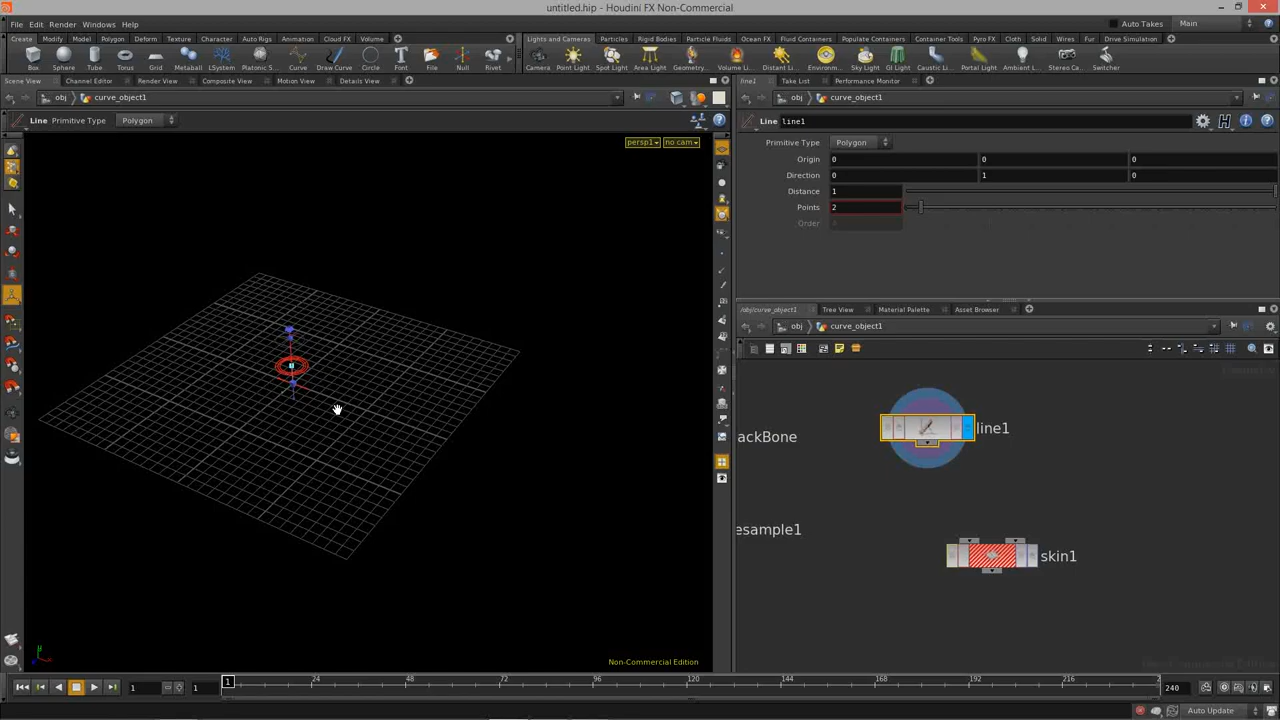 untitled.hip - Houdini FX Non-Commercial
File Edit Render Windows Help
Auto Takes Main
Create Modify Model Polygon Deform Texture Character Auto Rigs Animation Cloud FX Volume
Lights and Cameras Particles Rigid Bodies Particle Fluids Ocean FX Fluid Containers Populate Containers Container Tools Pyro FX Cloth Solid Wires Fur Drive Simulation
Box Sphere Tube Torus Grid Metaball LSystem Platonic S... Curve Draw Curve Circle Font File Null Rivet
Camera Point Light Spot Light Area Light Geometry... Volume Li... Distant Li... Environm... Sky Light GI Light Caustic Li... Portal Light Ambient L... Stereo Ca... Switcher
Scene View Channel Editor Render View Composite View Motion View Details View
line1 Take List Performance Monitor
obj curve_object1
obj curve_object1
Line Primitive Type Polygon
Line line1
persp1 no cam
Primitive Type Polygon
Origin 0 0 0
Direction 0 1 0
Distance 1
Points 2
Order
/obj/curve_object1 Tree View Material Palette Asset Browser
obj curve_object1
line1
ackBone
esample1
skin1
Non-Commercial Edition
1 1 1 24 48 72 96 120 144 168 192 216 2 240
Auto Update